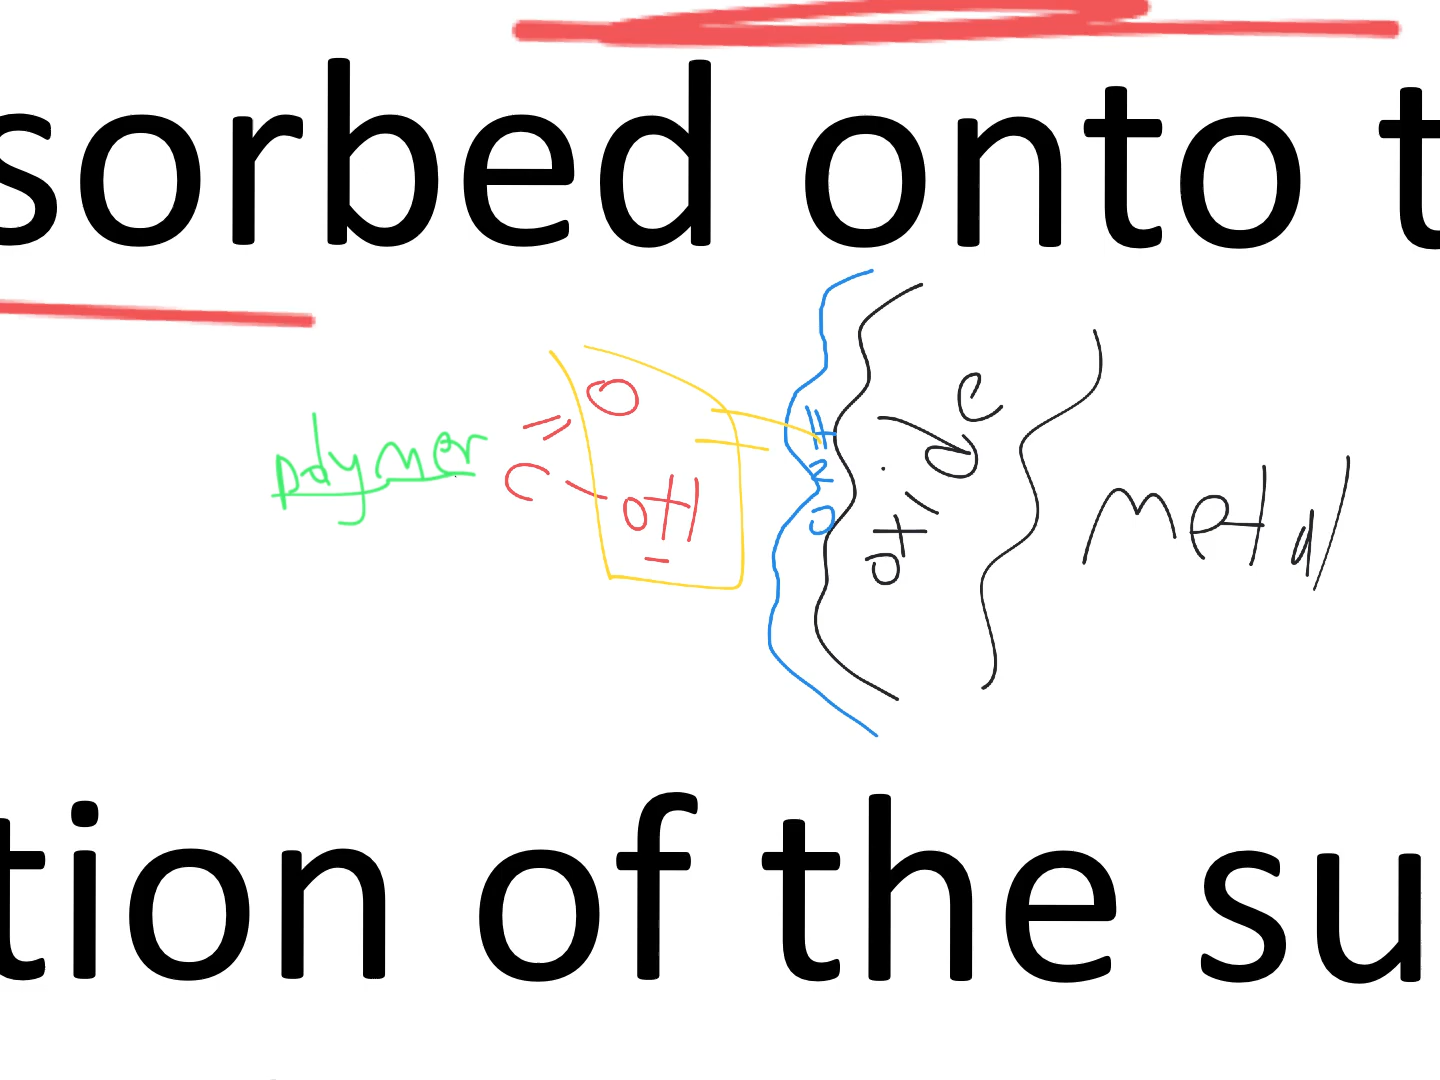 sorbed onto t
polymer
O
C
OH
H2O
oxide
metal
tion of the su